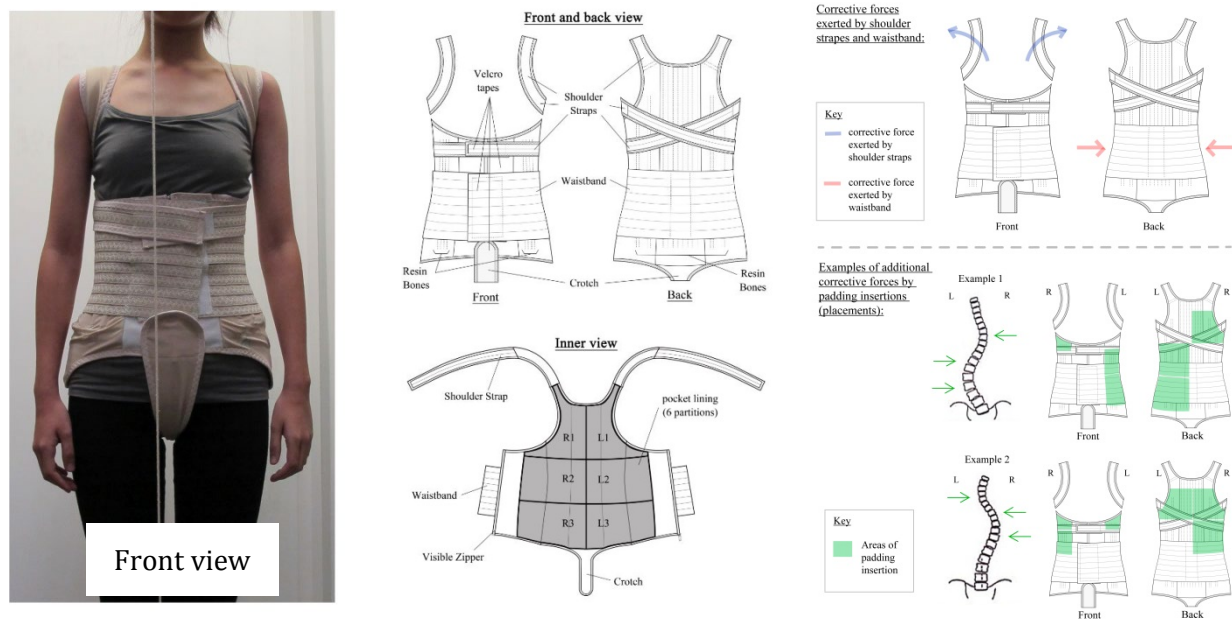 Front view
Front and back view
Velcro
tapes
Shoulder
Straps
Waistband
Resin
Bones
Crotch
Resin
Bones
Front
Back
Inner view
Shoulder Strap
pocket lining
(6 partitions)
R1
L1
R2
L2
R3
L3
Waistband
Visible Zipper
Crotch
Corrective forces
exerted by shoulder
strapes and waistband:
Key
corrective force
exerted by
shoulder straps
corrective force
exerted by
waistband
Front
Back
Examples of additional
corrective forces by
padding insertions
(placements):
Example 1
L
R
R
L
L
R
Front
Back
Example 2
L
R
R
L
L
R
Key
Areas of
padding
insertion
Front
Back